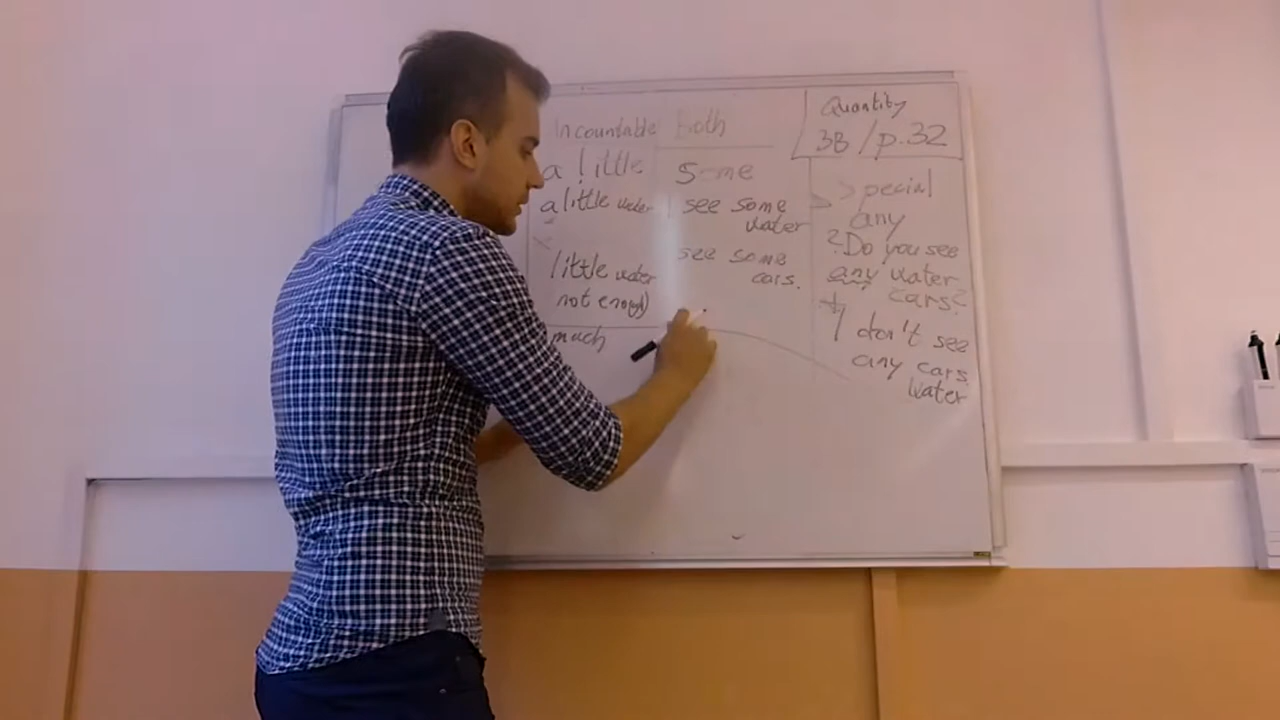 Incountable
a little
a little water
little water
not enough)
much
Both
some
see some
water
see some
cars.
Quantity
3B / p.32
Special
any
? Do you see
any water
cars?
I don't see
any cars
water